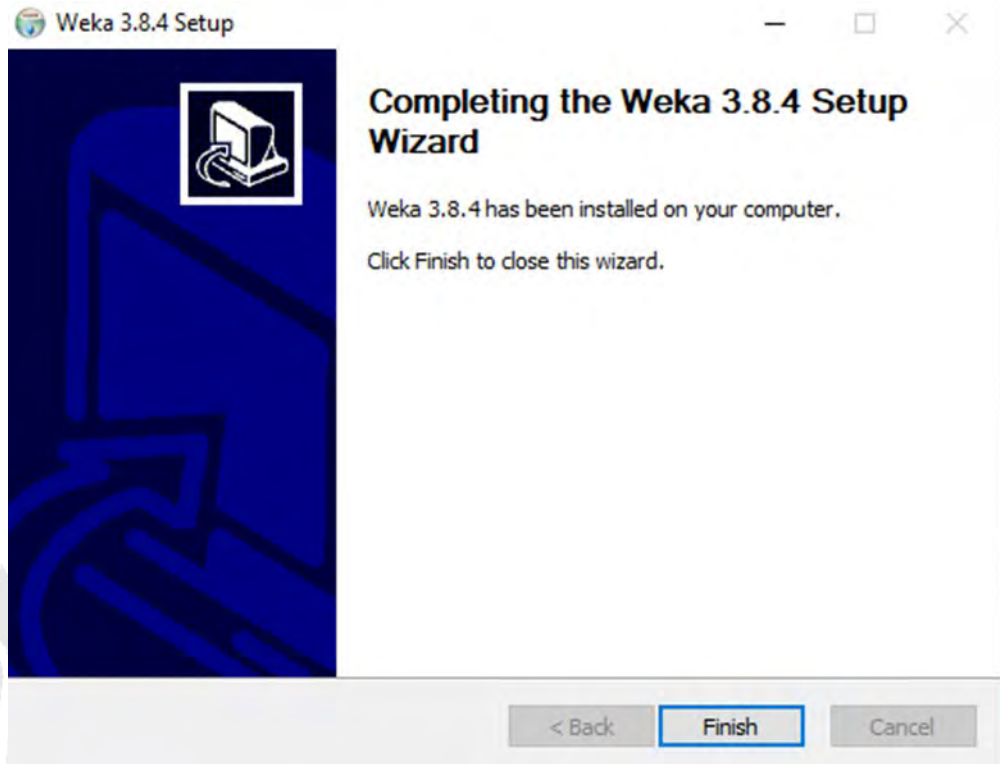 Weka 3.8.4 Setup
Completing the Weka 3.8.4 Setup
Wizard
Weka 3.8.4 has been installed on your computer.
Click Finish to close this wizard.
< Back
Finish
Cancel